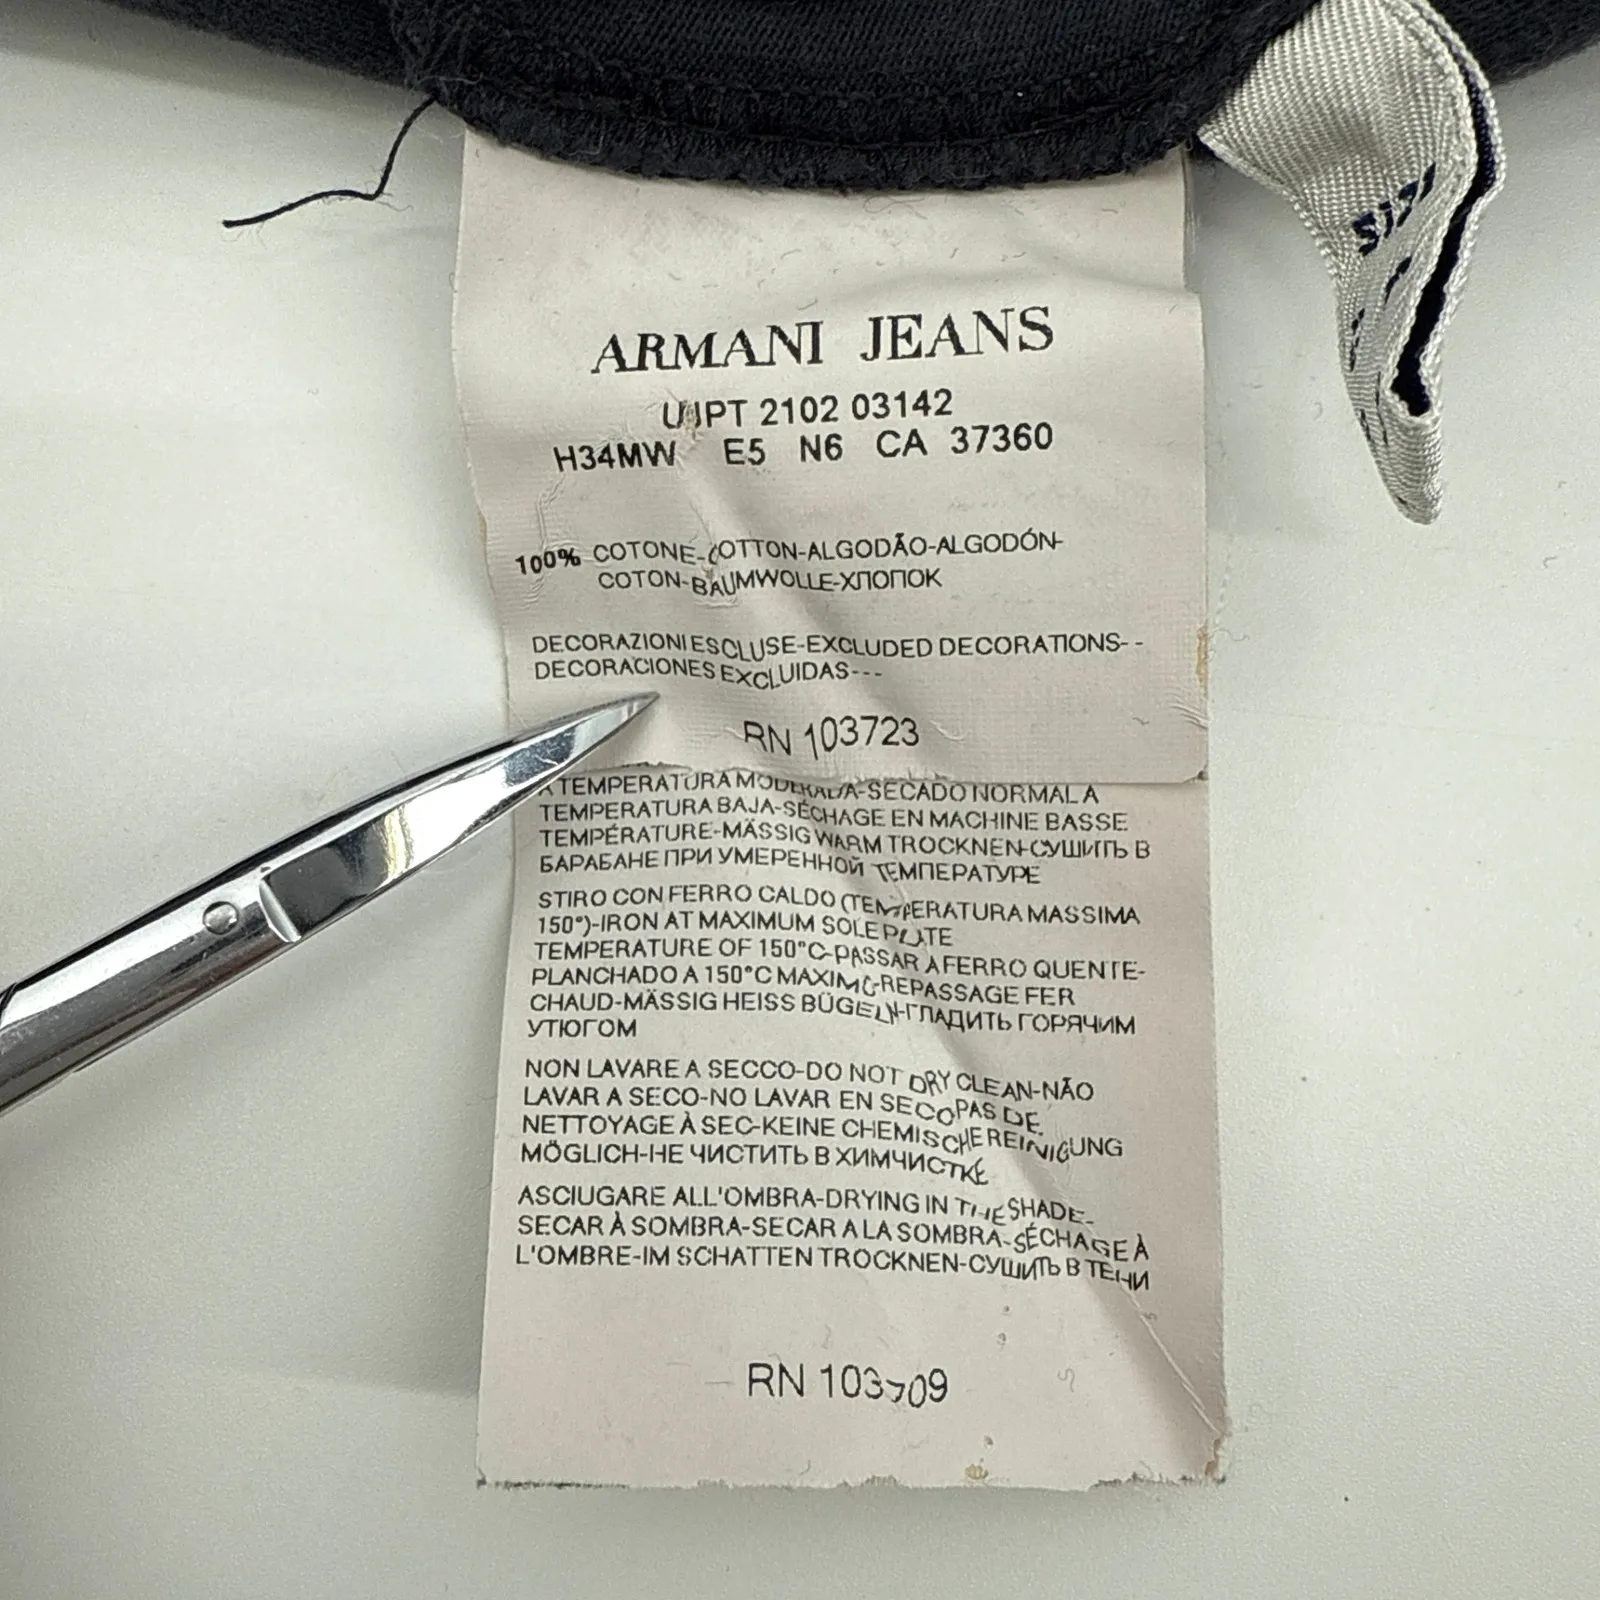 ARMANI JEANS
2102 03142
H34MW E5 N6 CA 37360
100% COTONE-COTTON-ALGODÃO-ALGODÓN-
COTON-BAUMWOLLE-ХЛОПОК
DECORAZIONI ESCLUSE-EXCLUDED DECORATIONS--
DECORACIONES EXCLUIDAS---
RN 103723
A TEMPERATURA MODERADA-SECADO NORMAL A
TEMPERATURA BAJA-SÉCHAGE EN MACHINE BASSE
TEMPÉRATURE-MÄSSIG WARM TROCKNEN-СУШИТЬ В
БАРАБАНЕ ПРИ УМЕРЕННОЙ ТЕМПЕРАТУРЕ
STIRO CON FERRO CALDO (TEMPERATURA MASSIMA
150°)-IRON AT MAXIMUM SOLEPLATE
TEMPERATURE OF 150°C-PASSAR A FERRO QUENTE-
PLANCHADO A 150°C MAXIMO-REPASSAGE FER
CHAUD-MÄSSIG HEISS BÜGELN-ГЛАДИТЬ ГОРЯЧИМ
УТЮГОМ
NON LAVARE A SECCO-DO NOT DRY CLEAN-NÃO
LAVAR A SECO-NO LAVAR EN SECO PAS DE
NETTOYAGE À SEC-KEINE CHEMISCHE REINIGUNG
MÖGLICH-НЕ ЧИСТИТЬ В ХИМЧИСТКЕ
ASCIUGARE ALL'OMBRA-DRYING IN THE SHADE-
SECAR À SOMBRA-SECAR A LA SOMBRA-SÉCHAGE À
L'OMBRE-IM SCHATTEN TROCKNEN-СУШИТЬ В ТЕНИ
RN 103709